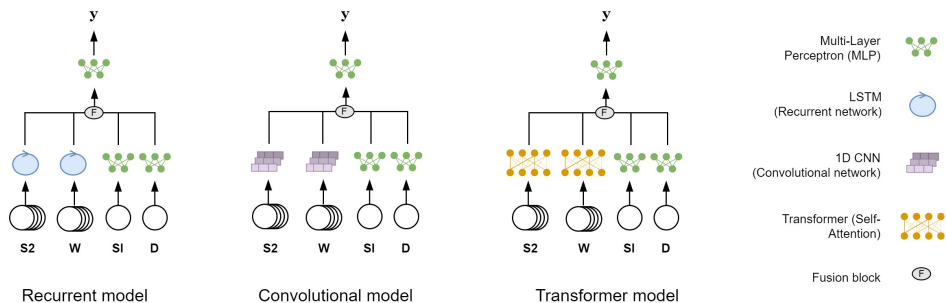 y
F
S2 W SI D
Recurrent model
y
F
S2 W SI D
Convolutional model
y
F
S2 W SI D
Transformer model
Multi-Layer
Perceptron (MLP)
LSTM
(Recurrent network)
1D CNN
(Convolutional network)
Transformer (Self-
Attention)
Fusion block
F